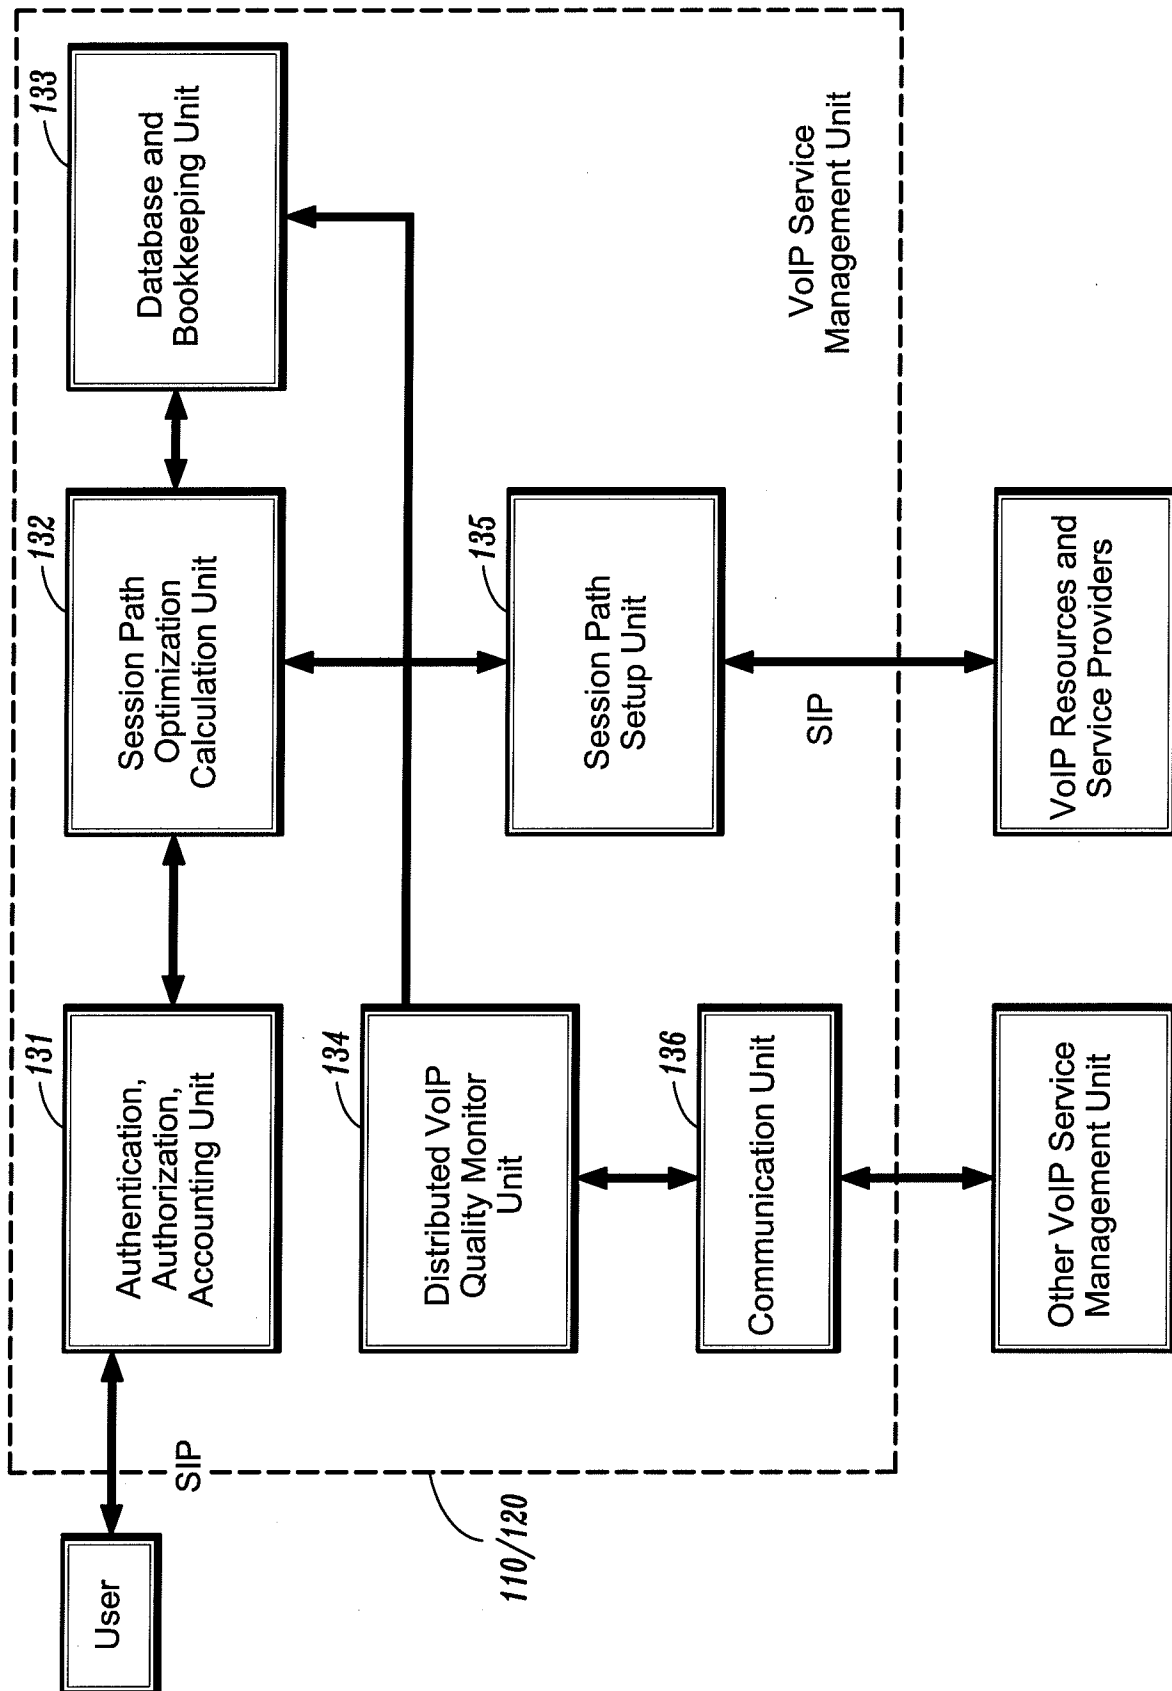 User
SIP
131
Authentication,
Authorization,
Accounting Unit
132
Session Path
Optimization
Calculation Unit
133
Database and
Bookkeeping Unit
134
Distributed VoIP
Quality Monitor
Unit
135
Session Path
Setup Unit
136
Communication Unit
SIP
VoIP Service
Management Unit
110/120
Other VoIP Service
Management Unit
VoIP Resources and
Service Providers